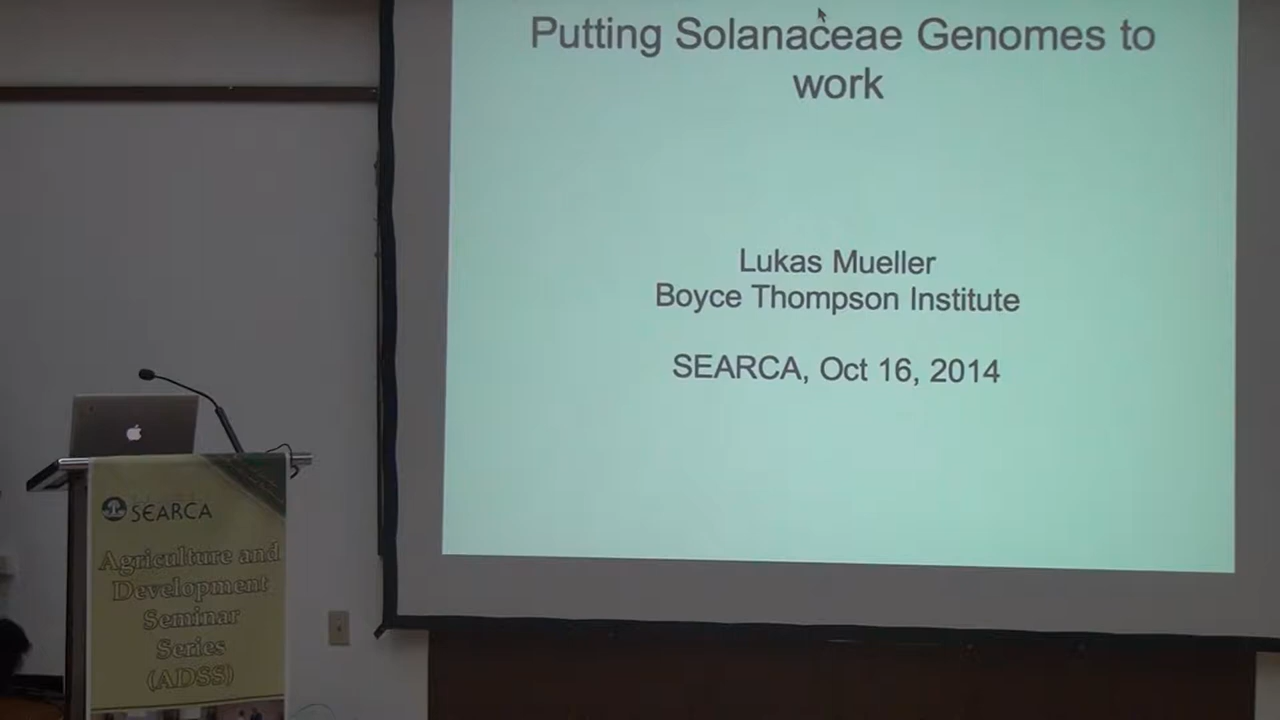 Putting Solanaceae Genomes to
work
Lukas Mueller
Boyce Thompson Institute
SEARCA, Oct 16, 2014
SEARCA
Agriculture and
Development
Seminar
Series
(ADSS)